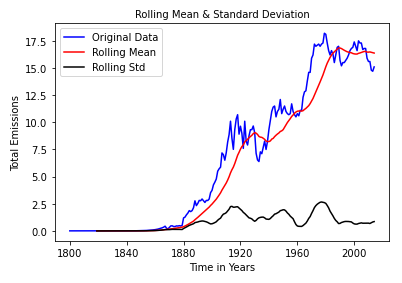 Rolling Mean & Standard Deviation
Original Data
Rolling Mean
Rolling Std
Total Emissions
17.5
15.0
12.5
10.0
7.5
5.0
2.5
0.0
1800 1840 1880 1920 1960 2000
Time in Years